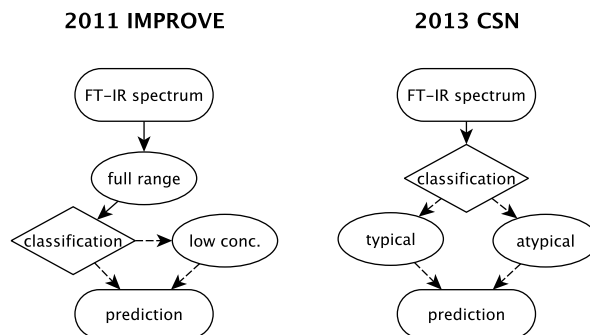 2011 IMPROVE
FT-IR spectrum
full range
classification
low conc.
prediction
2013 CSN
FT-IR spectrum
classification
typical
atypical
prediction